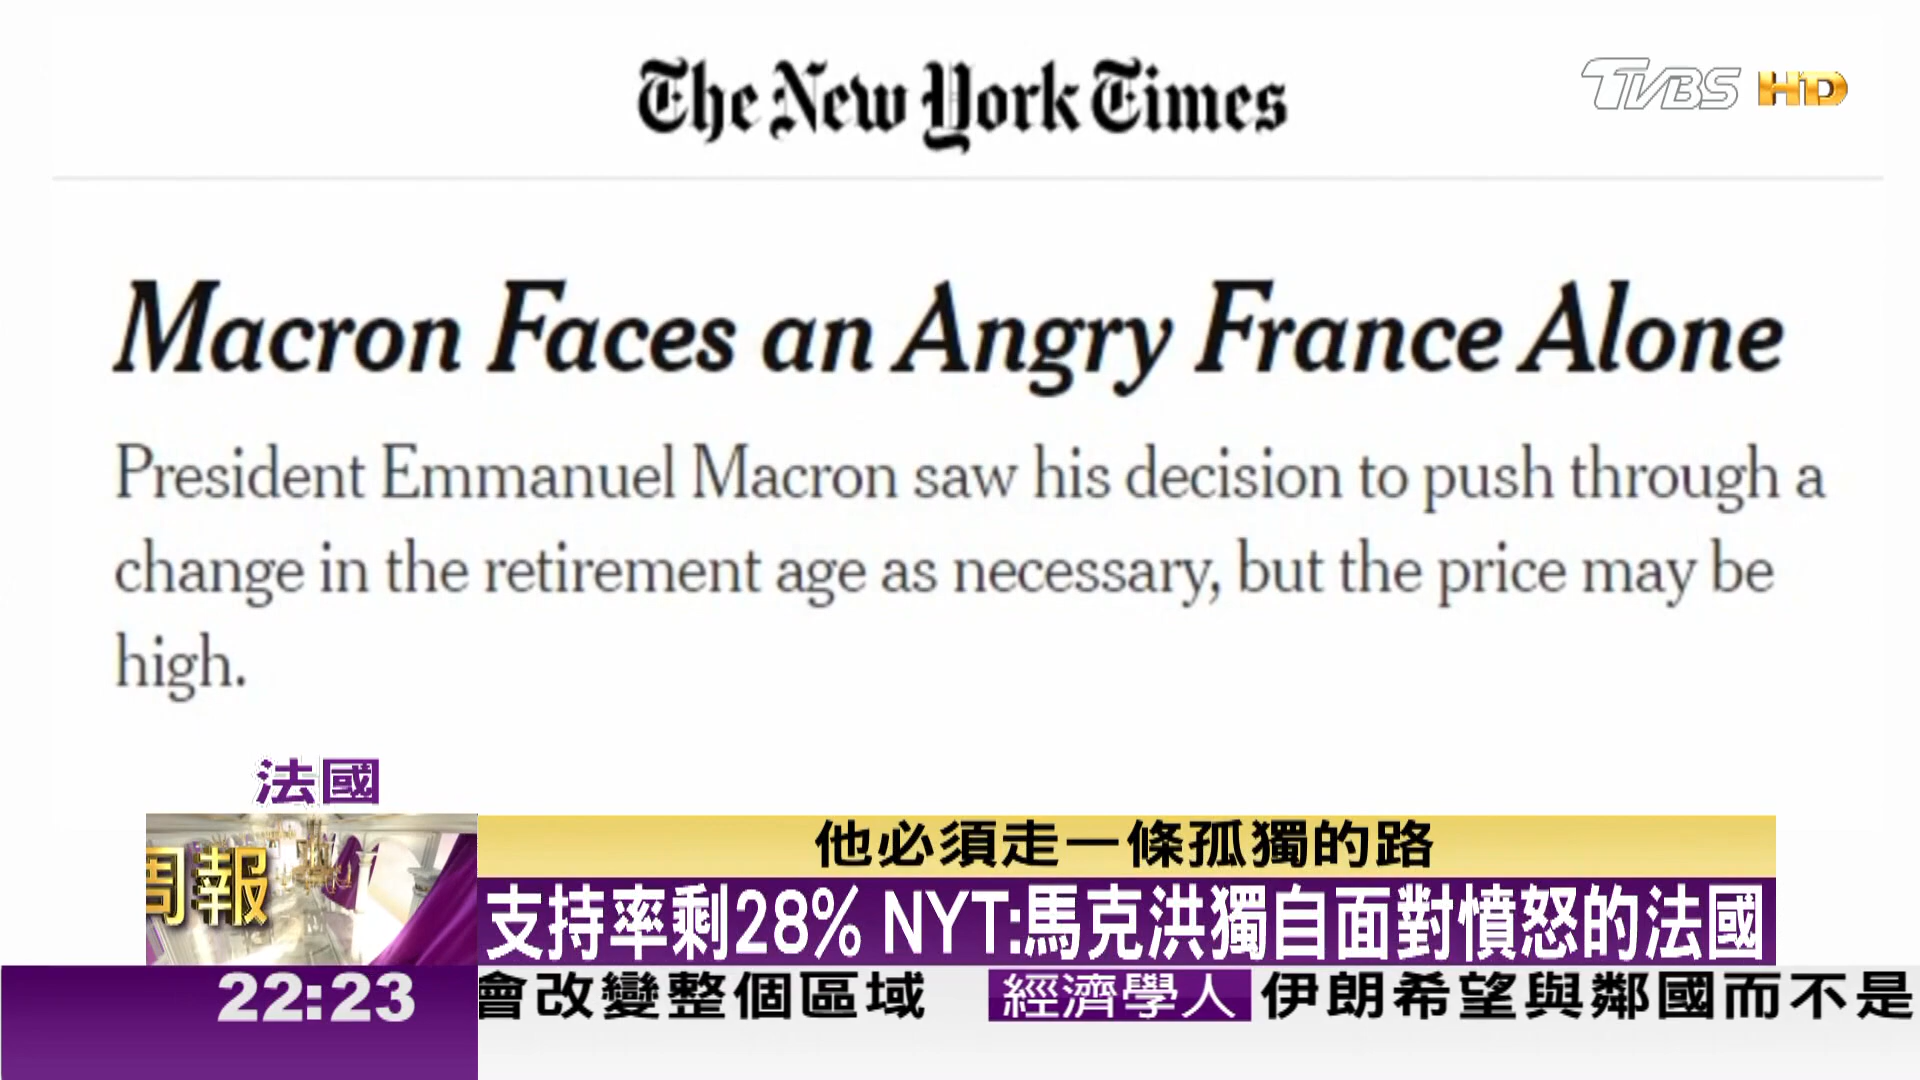 The New York Times
TVBS HD
Macron Faces an Angry France Alone
President Emmanuel Macron saw his decision to push through a
change in the retirement age as necessary, but the price may be
high.
法國
周報
他必須走一條孤獨的路
支持率剩28% NYT:馬克洪獨自面對憤怒的法國
22:23
會改變整個區域 經濟學人 伊朗希望與鄰國而不是